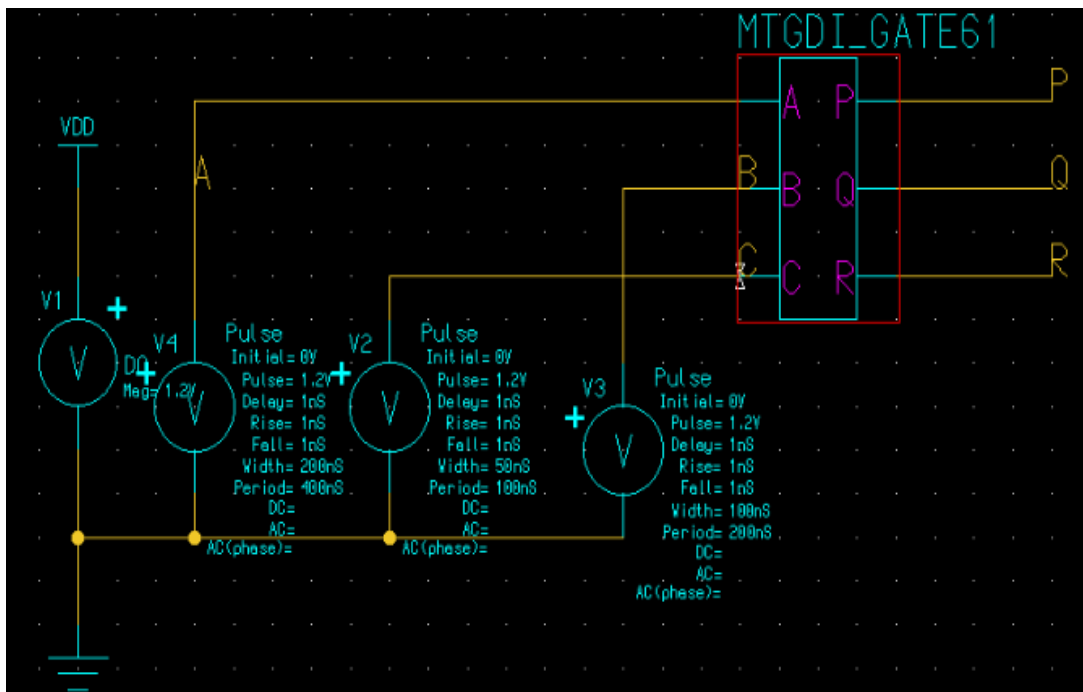 MTGDI_GATE61
P
VDD
A
A P
B
Q
B Q
C
R
C R
V1
DC
Mag= 1.2V
V
V4
Pulse
Initial= 0V
Pulse= 1.2V
Delay= 1nS
Rise= 1nS
Fall= 1nS
Width= 200nS
Period= 400nS
DC=
AC=
AC(phase)=
V
V2
Pulse
Initial= 0V
Pulse= 1.2V
Delay= 1nS
Rise= 1nS
Fall= 1nS
Width= 50nS
Period= 100nS
DC=
AC=
AC(phase)=
V
V3
Pulse
Initial= 0V
Pulse= 1.2V
Delay= 1nS
Rise= 1nS
Fall= 1nS
Width= 100nS
Period= 200nS
DC=
AC=
AC(phase)=
V